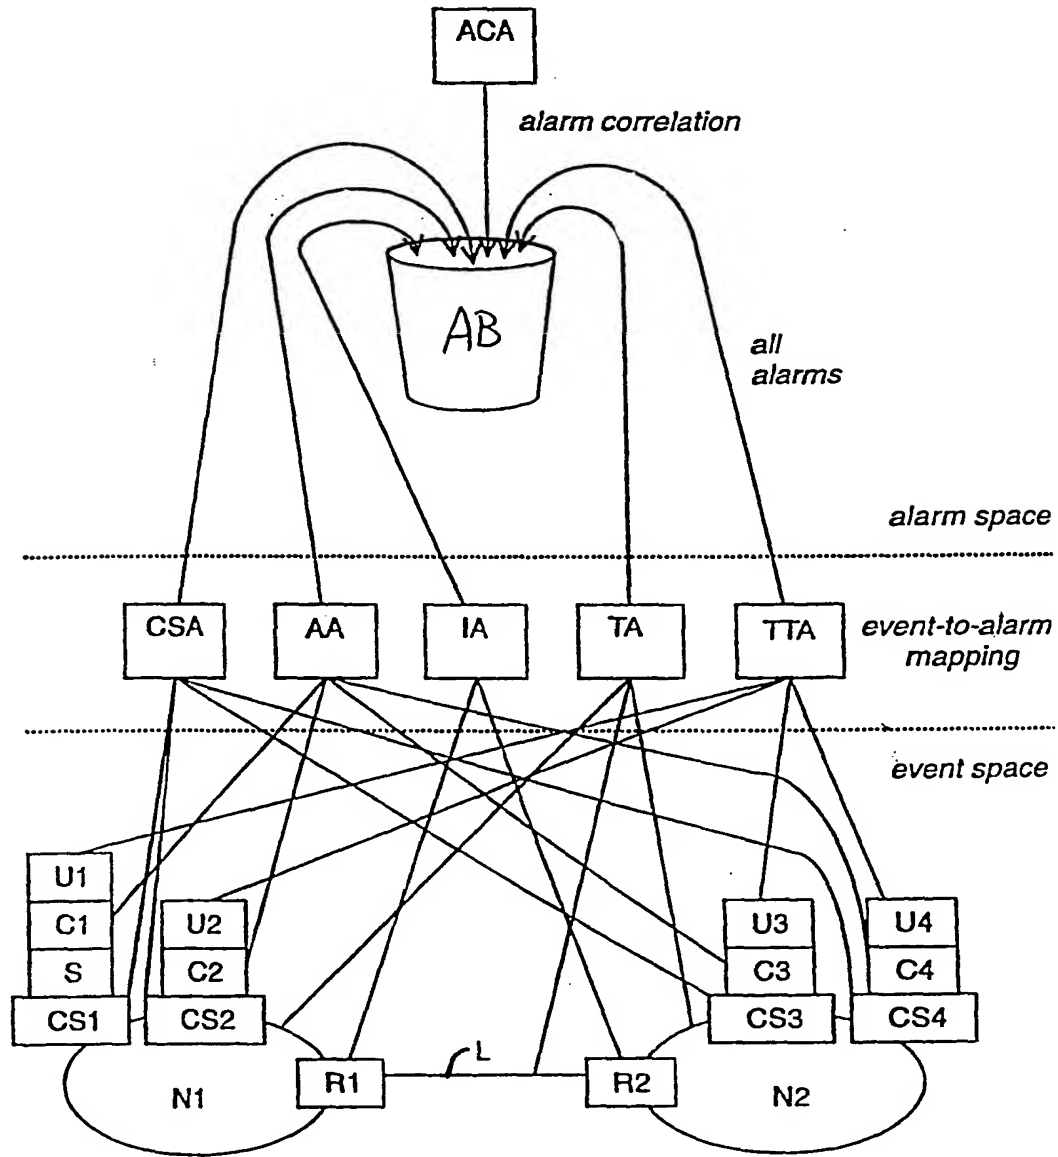 ACA
alarm correlation
AB
all
alarms
alarm space
CSA
AA
IA
TA
TTA
event-to-alarm
mapping
event space
U1
C1
S
CS1
U2
C2
CS2
U3
C3
CS3
U4
C4
CS4
N1
R1
L
R2
N2